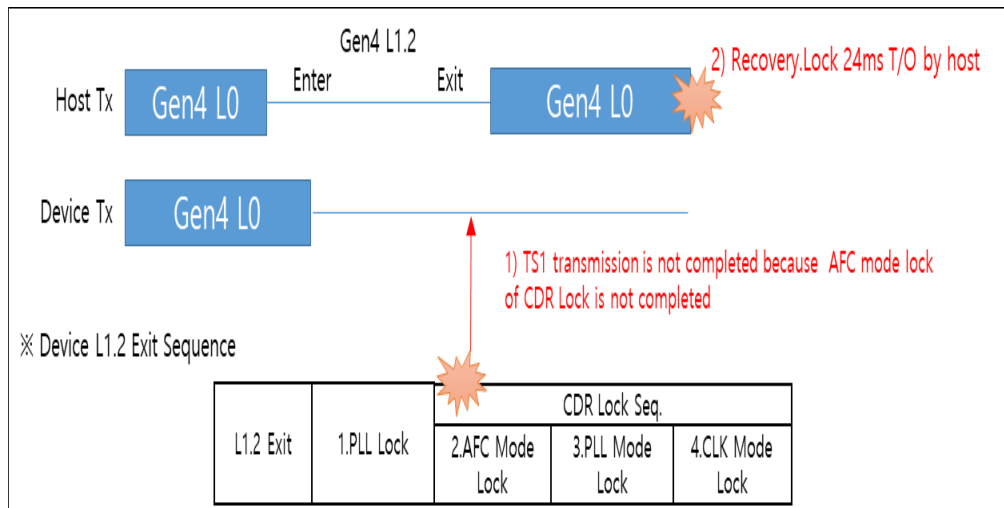 Gen4 L1.2
2) Recovery.Lock 24ms T/O by host
Host Tx
Gen4 L0
Enter
Exit
Gen4 L0
Device Tx
Gen4 L0
1) TS1 transmission is not completed because AFC mode lock
of CDR Lock is not completed
※ Device L1.2 Exit Sequence
L1.2 Exit
1.PLL Lock
CDR Lock Seq.
2.AFC Mode
Lock
3.PLL Mode
Lock
4.CLK Mode
Lock